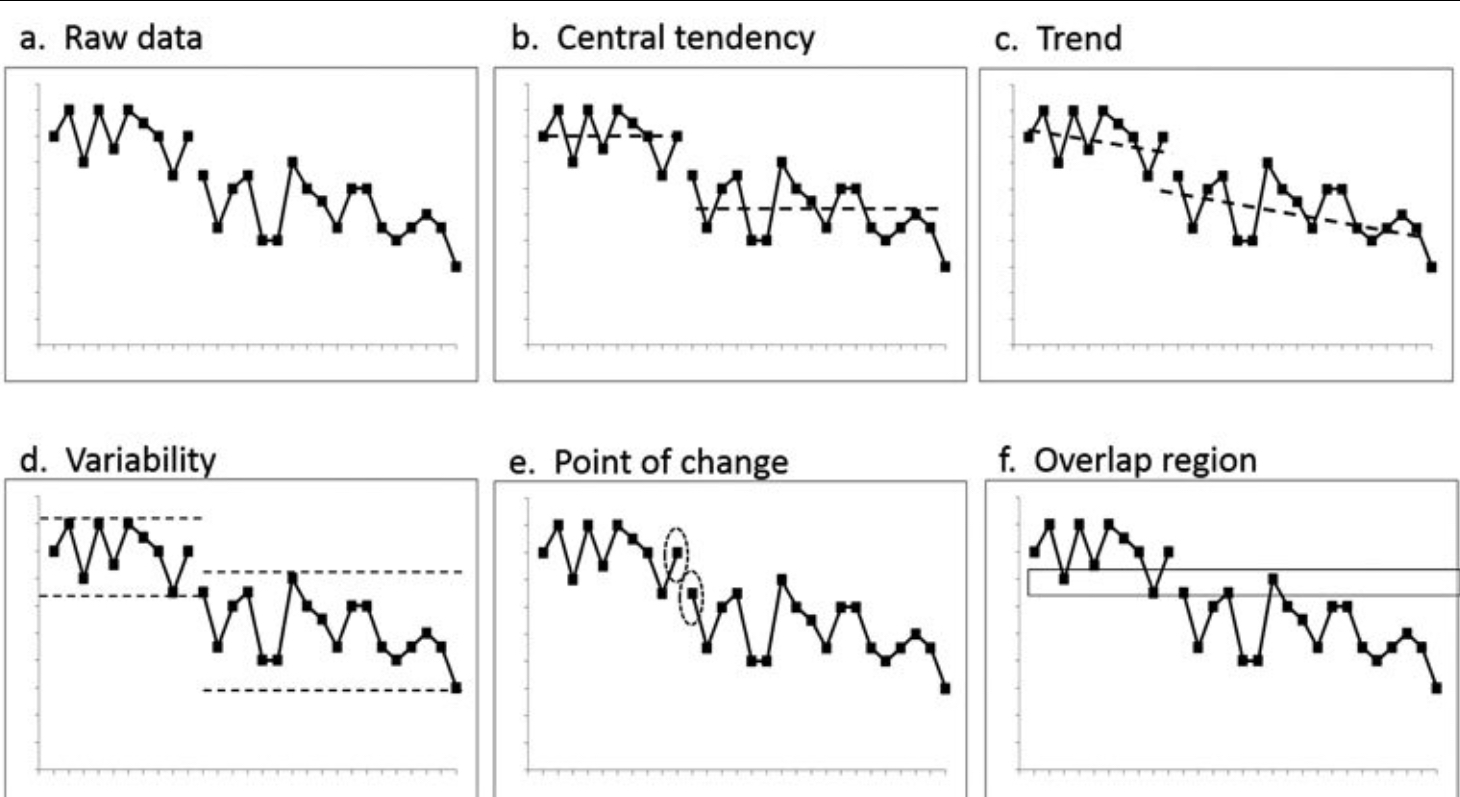 a. Raw data
b. Central tendency
c. Trend
d. Variability
e. Point of change
f. Overlap region